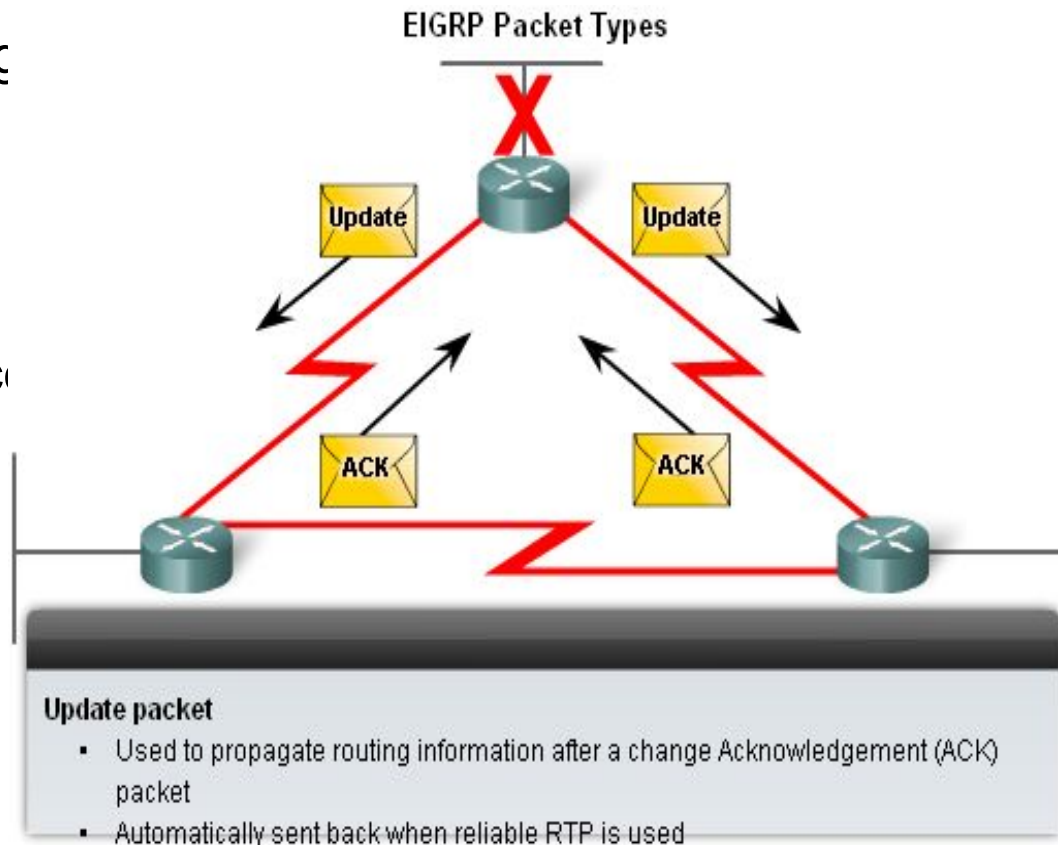 EIGRP Packet Types
Update
Update
ACK
ACK
Update packet
▪ Used to propagate routing information after a change Acknowledgement (ACK)
packet
▪ Automatically sent back when reliable RTP is used